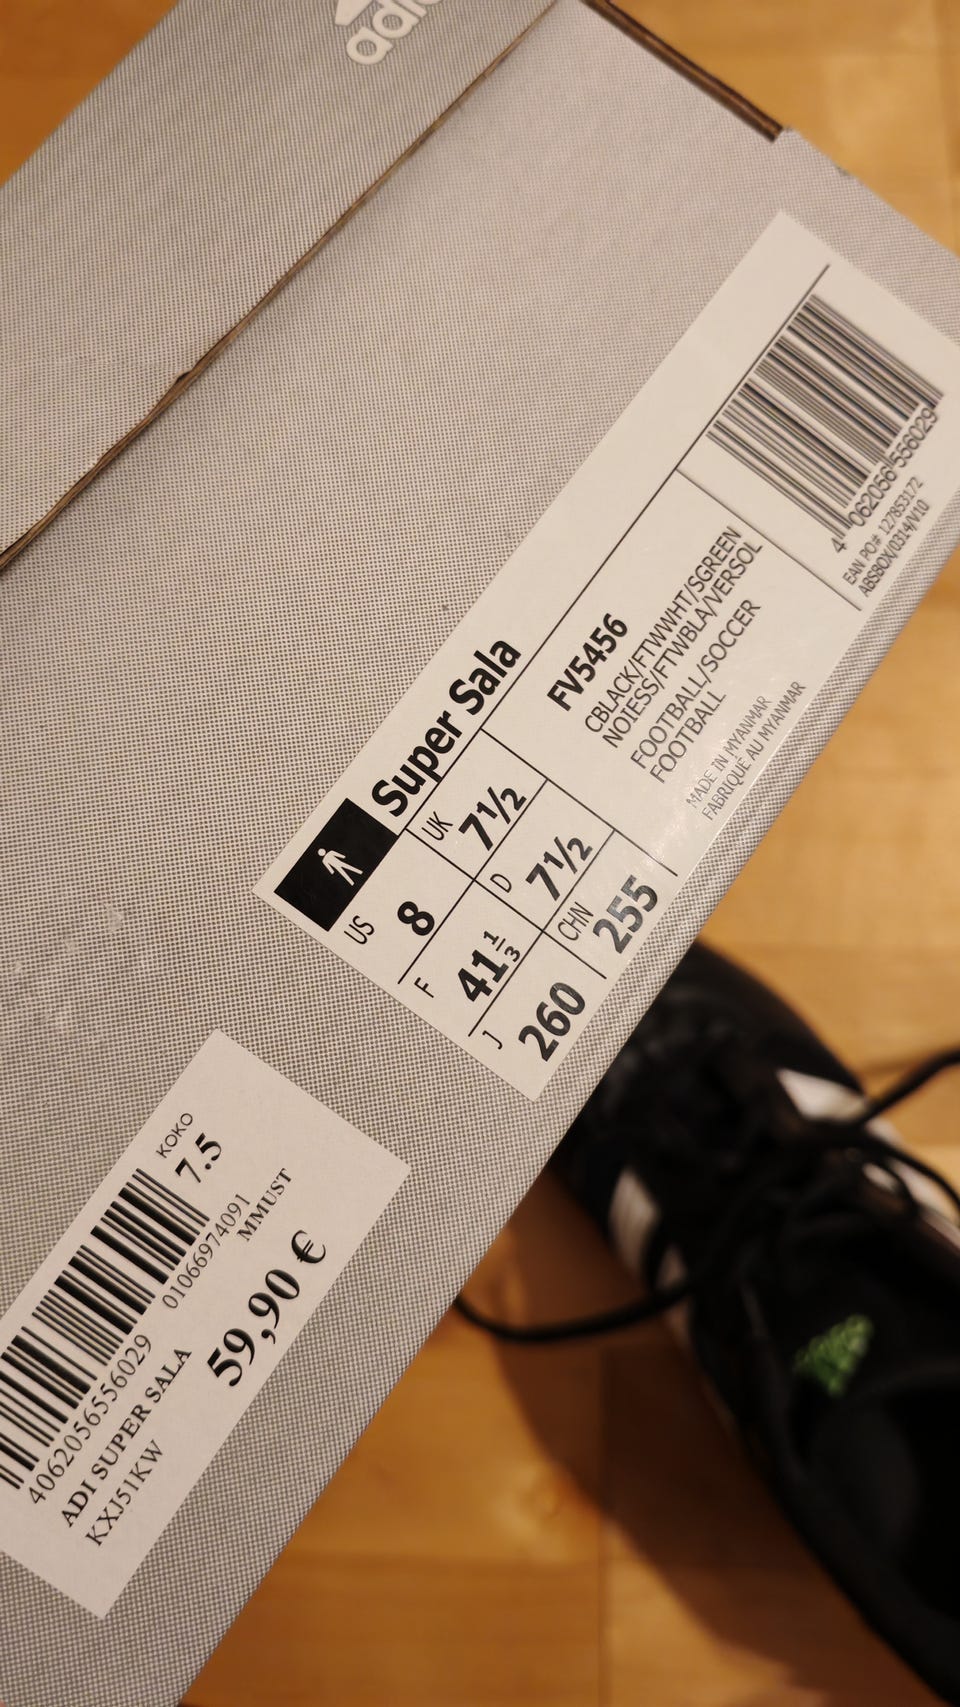 adid
Super Sala
US
8
UK
7½
F
41⅓
D
7½
J
260
CHN
255
FV5456
CBLACK/FTWWHT/SGREEN
NOIESS/FTWBLA/VERSOL
FOOTBALL/SOCCER
FOOTBALL
MADE IN MYANMAR
FABRIQUÉ AU MYANMAR
4 062056 556029
EAN PO# 127853172
ABSBOX/0314/V10
KOKO
7.5
01066974091
MMUST
4062056556029
ADI SUPER SALA
KXJ51KW
59,90 €